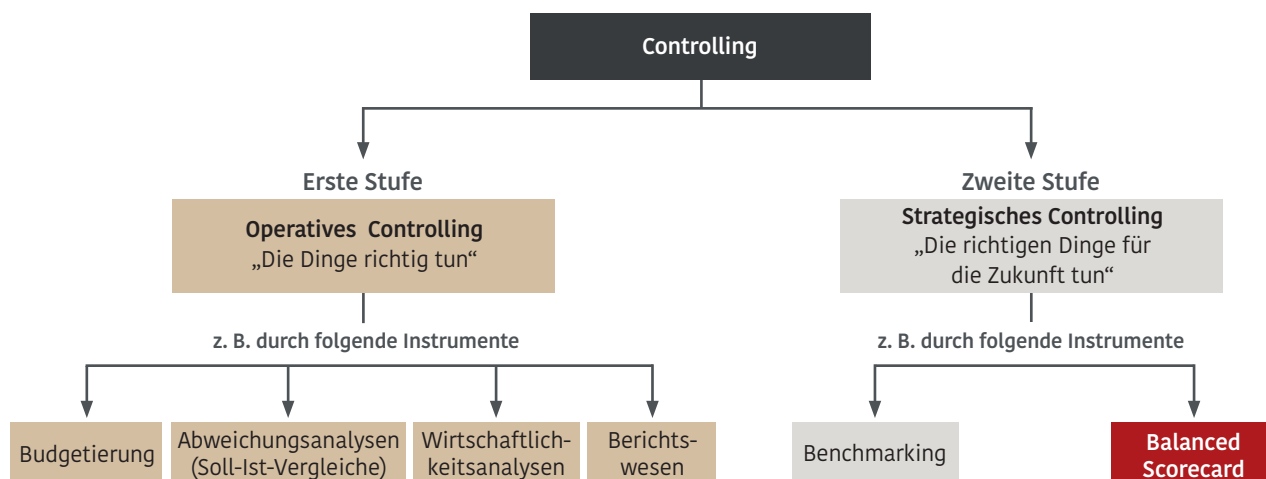 Controlling
Erste Stufe
Operatives Controlling
„Die Dinge richtig tun“
z. B. durch folgende Instrumente
Budgetierung
Abweichungsanalysen
(Soll-Ist-Vergleiche)
Wirtschaftlich-
keitsanalysen
Berichts-
wesen
Zweite Stufe
Strategisches Controlling
„Die richtigen Dinge für
die Zukunft tun“
z. B. durch folgende Instrumente
Benchmarking
Balanced
Scorecard